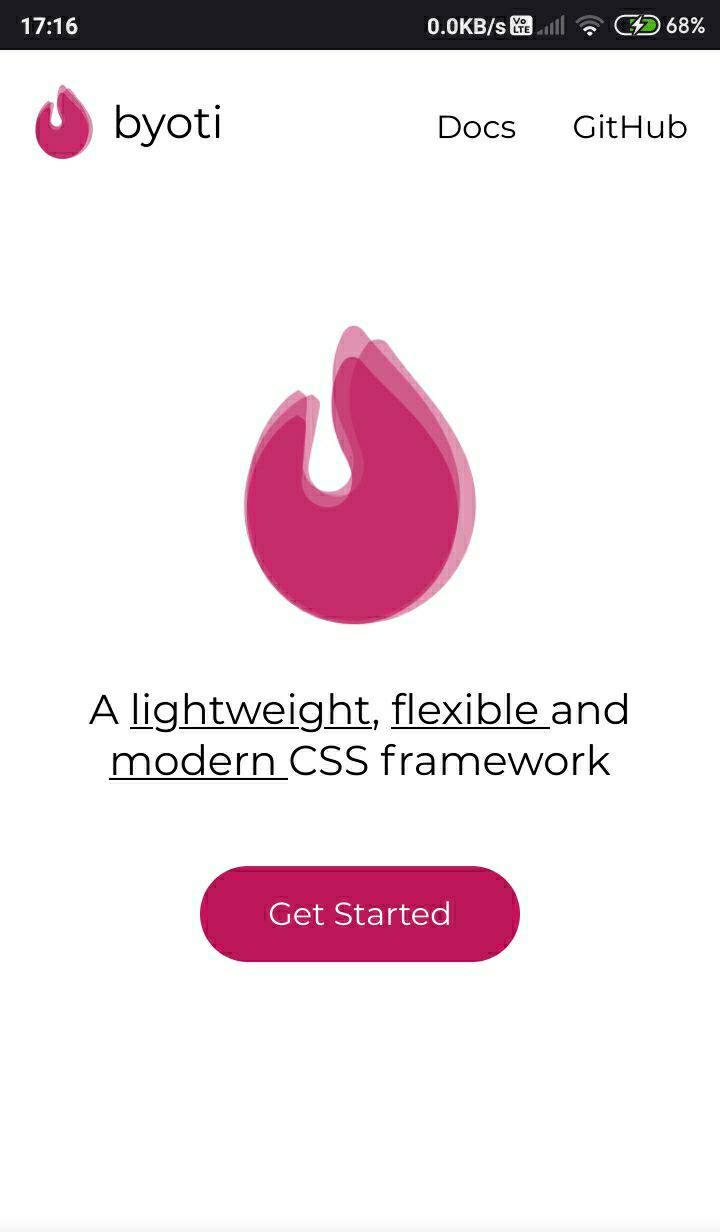 17:16 0.0KB/s Vo LTE 68%
byoti Docs GitHub
A lightweight, flexible and
modern CSS framework
Get Started